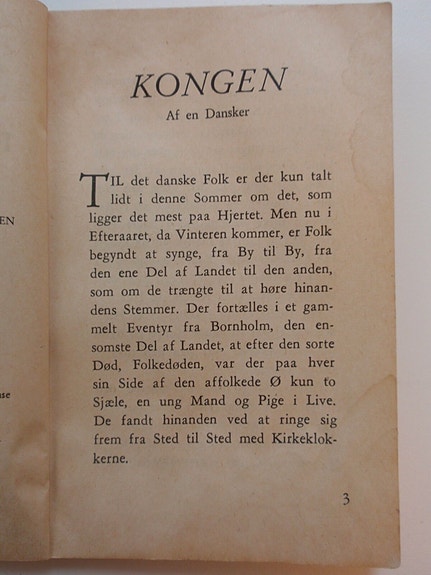 EN
use
KONGEN
Af en Dansker
TIL det danske Folk er der kun talt
lidt i denne Sommer om det, som
ligger det mest paa Hjertet. Men nu i
Efteraaret, da Vinteren kommer, er Folk
begyndt at synge, fra By til By, fra
den ene Del af Landet til den anden,
som om de trængte til at høre hinan-
dens Stemmer. Der fortælles i et gam-
melt Eventyr fra Bornholm, den en-
somste Del af Landet, at efter den sorte
Død, Folkedøden, var der paa hver
sin Side af den affolkede Ø kun to
Sjæle, en ung Mand og Pige i Live.
De fandt hinanden ved at ringe sig
frem fra Sted til Sted med Kirkeklok-
kerne.
3